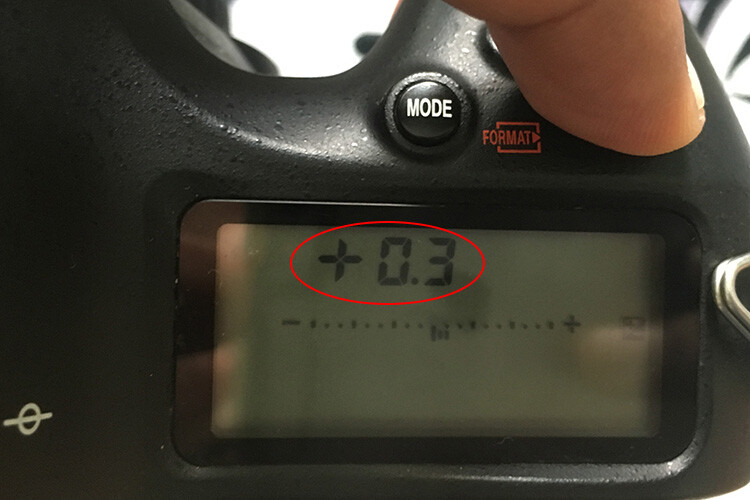 MODE
FORMAT
+0.3
- +